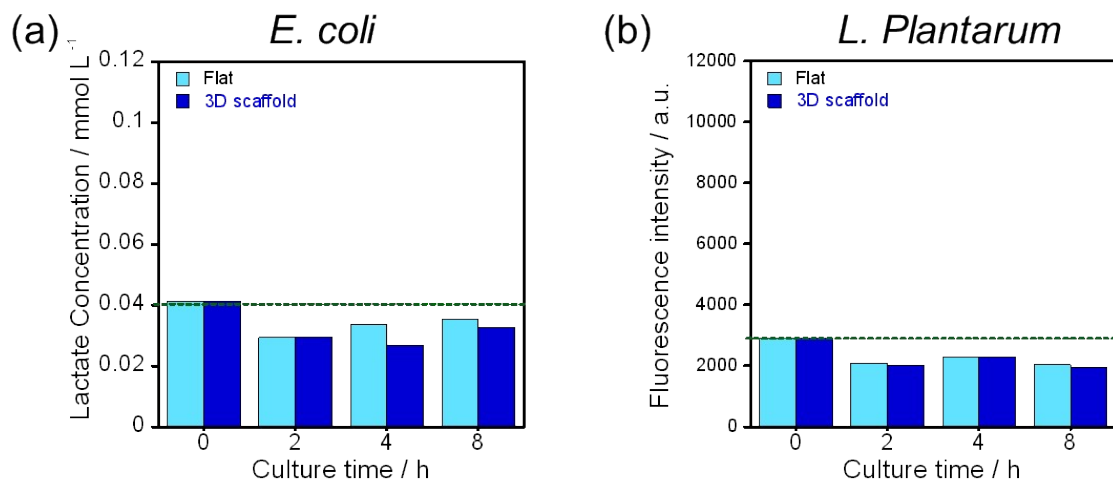 (a)
E. coli
Lactate Concentration / mmol L-1
0.12
0.1
0.08
0.06
0.04
0.02
0
Flat
3D scaffold
0 2 4 8
Culture time / h
(b)
L. Plantarum
Fluorescence intensity / a.u.
12000
10000
8000
6000
4000
2000
0
Flat
3D scaffold
0 2 4 8
Culture time / h